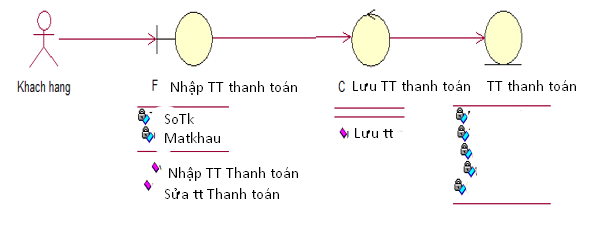 Khach hang
F Nhập TT thanh toán
C Lưu TT thanh toán
TT thanh toán
SoTk
Matkhau
Nhập TT Thanh toán
Sửa tt Thanh toán
Lưu tt